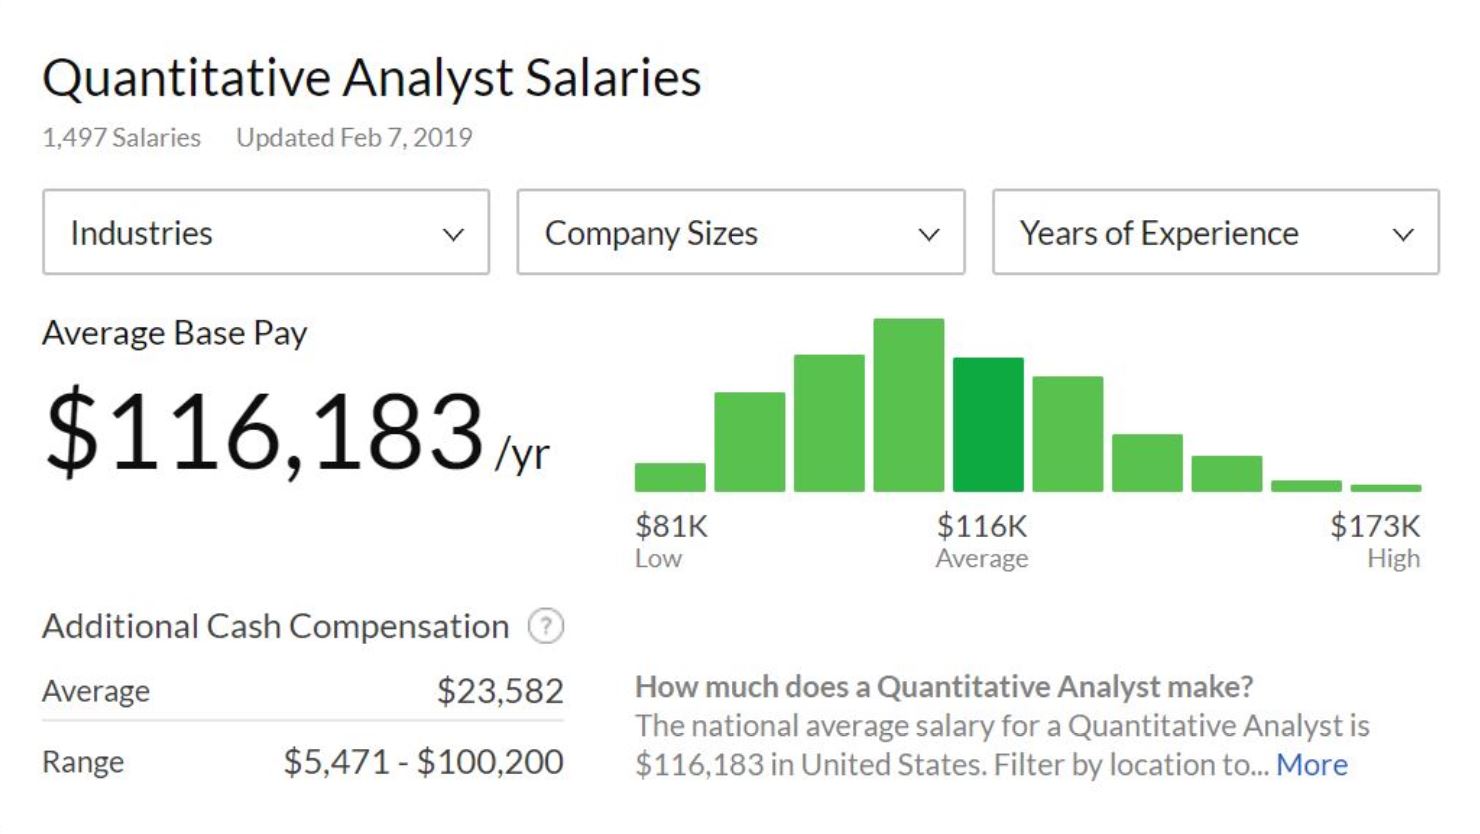 Quantitative Analyst Salaries
1,497 Salaries Updated Feb 7, 2019
Industries
Company Sizes
Years of Experience
Average Base Pay
$116,183 /yr
$81K
Low
$116K
Average
$173K
High
Additional Cash Compensation ?
Average $23,582
Range $5,471 - $100,200
How much does a Quantitative Analyst make?
The national average salary for a Quantitative Analyst is
$116,183 in United States. Filter by location to... More